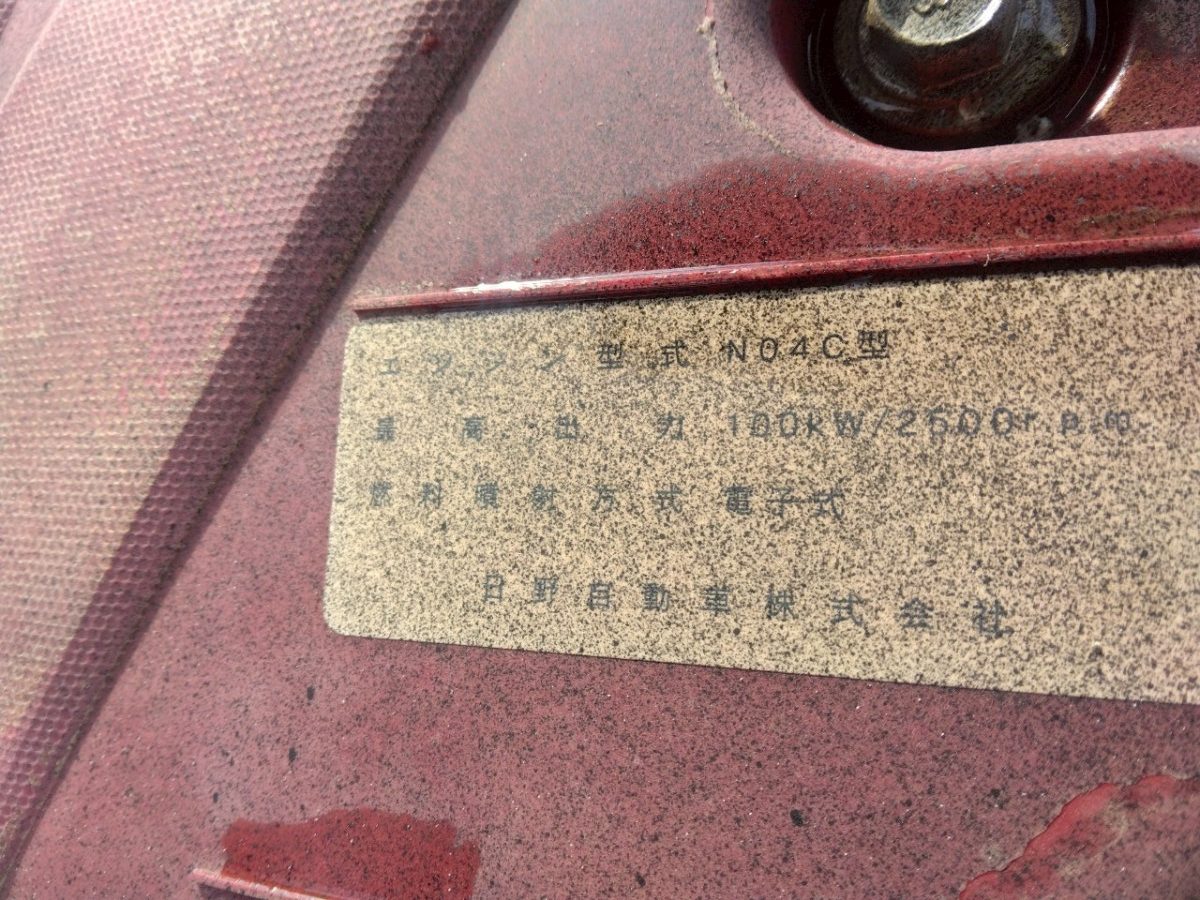 エンジン型式 N04C型
最高出力 100kW/2500r.p.m
燃料噴射方式 電子式
日野自動車株式会社